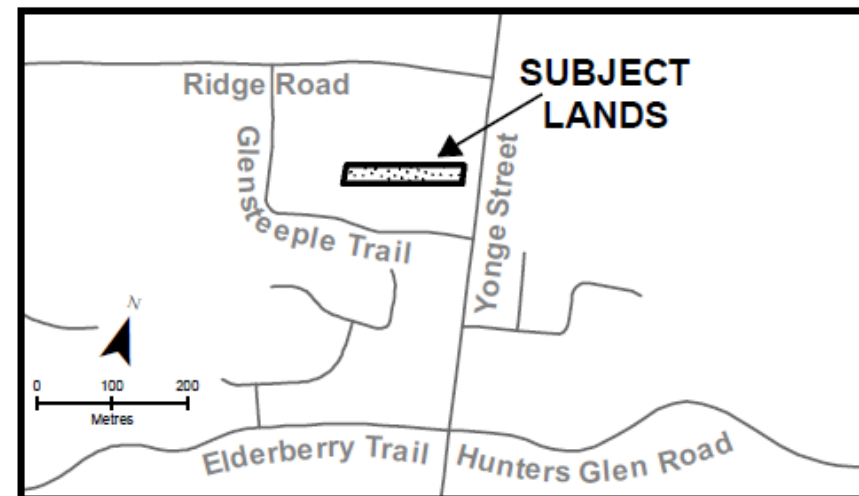 SUBJECT
LANDS
Ridge Road
Glensteeple Trail
Yonge Street
N
0 100 200
Metres
Elderberry Trail
Hunters Glen Road